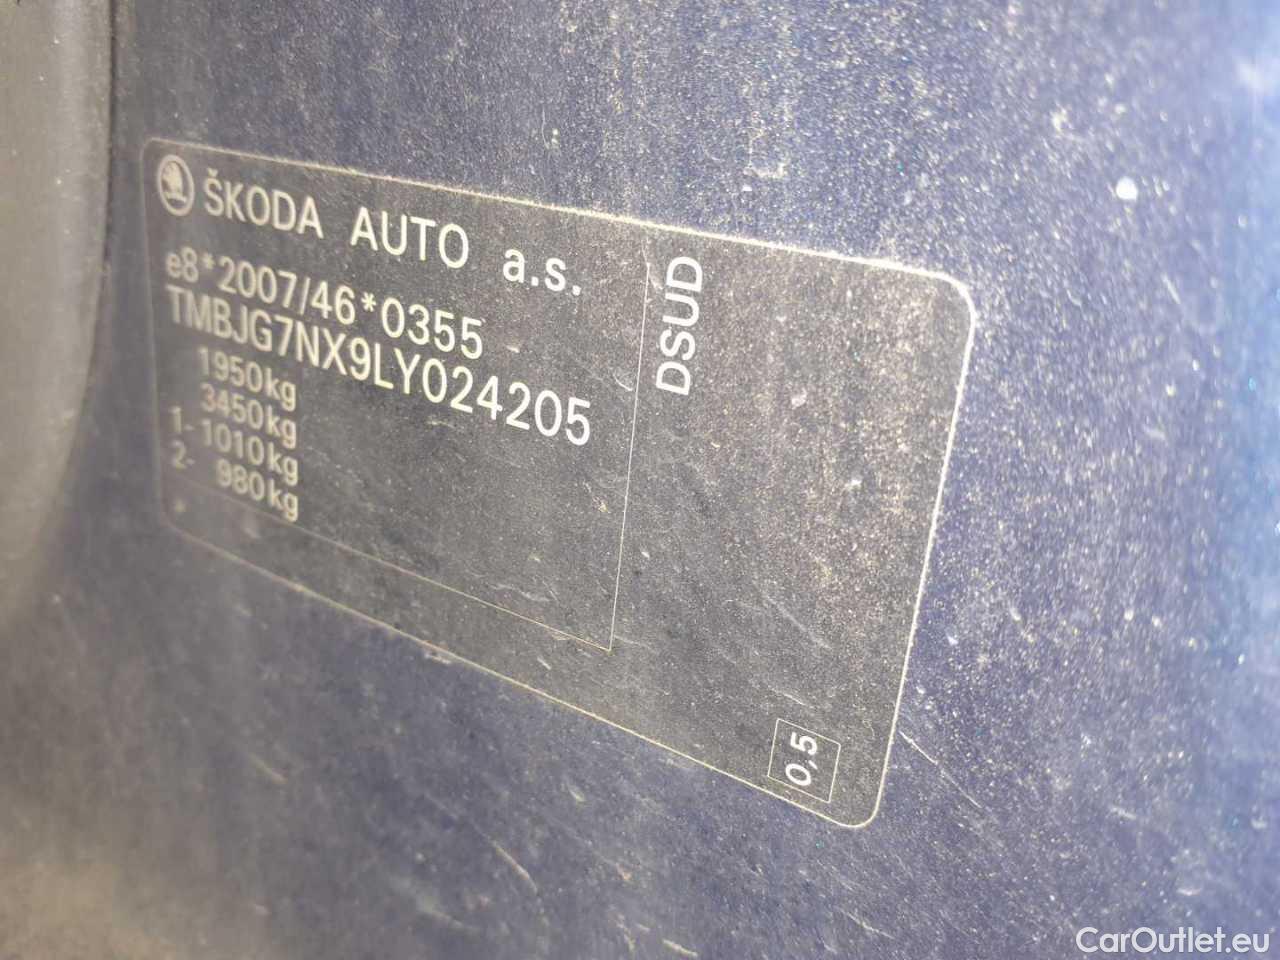 ŠKODA AUTO a.s.
e8*2007/46*0355
TMBJG7NX9LY024205
1950kg
3450kg
1- 1010kg
2- 980kg
DSUD
0,5
CarOutlet.eu